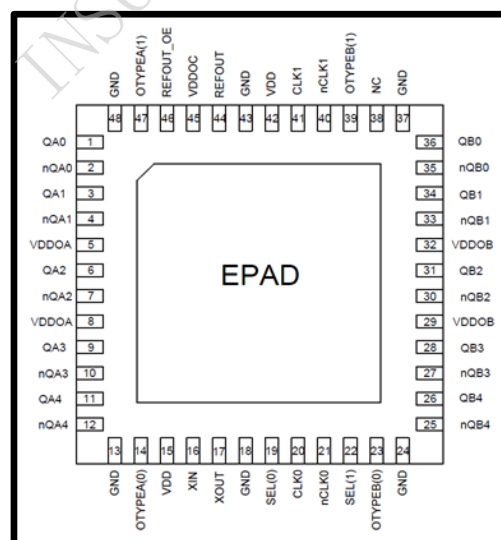 GND
OTYPEA(1)
REFOUT_OE
VDDOC
REFOUT
GND
VDD
CLK1
nCLK1
OTYPEB(1)
NC
GND
48 47 46 45 44 43 42 41 40 39 38 37
QA0 1
nQA0 2
QA1 3
nQA1 4
VDDOA 5
QA2 6
nQA2 7
VDDOA 8
QA3 9
nQA3 10
QA4 11
nQA4 12
EPAD
36 QB0
35 nQB0
34 QB1
33 nQB1
32 VDDOB
31 QB2
30 nQB2
29 VDDOB
28 QB3
27 nQB3
26 QB4
25 nQB4
13 14 15 16 17 18 19 20 21 22 23 24
GND
OTYPEA(0)
VDD
XIN
XOUT
GND
SEL(0)
CLK0
nCLK0
SEL(1)
OTYPEB(0)
GND